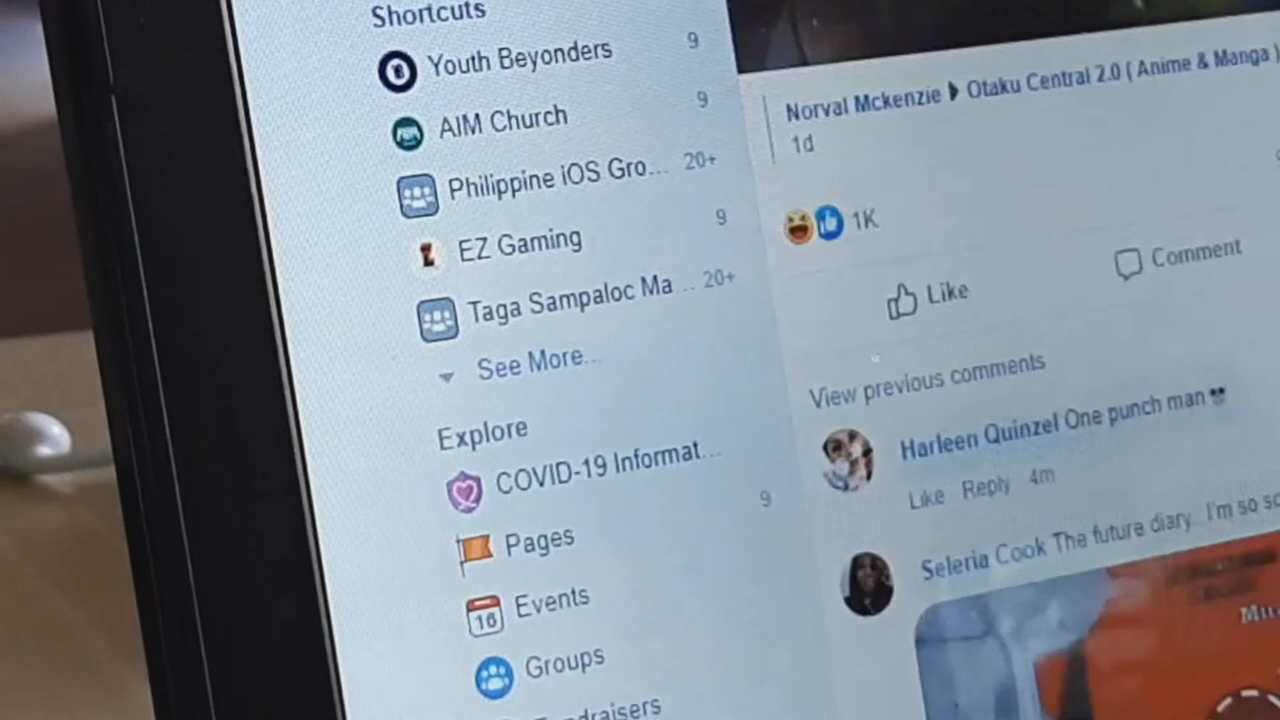 Shortcuts
Youth Beyonders 9
AIM Church 9
Philippine iOS Gro... 20+
EZ Gaming 9
Taga Sampaloc Ma... 20+
See More...
Explore
COVID-19 Informat...
Pages 9
Events
16
Groups
Norval Mckenzie ▸ Otaku Central 2.0 ( Anime & Manga )
1d
1K
Like Comment
View previous comments
Harleen Quinzel One punch man
Like Reply 4m
Seleria Cook The future diary.. I'm so